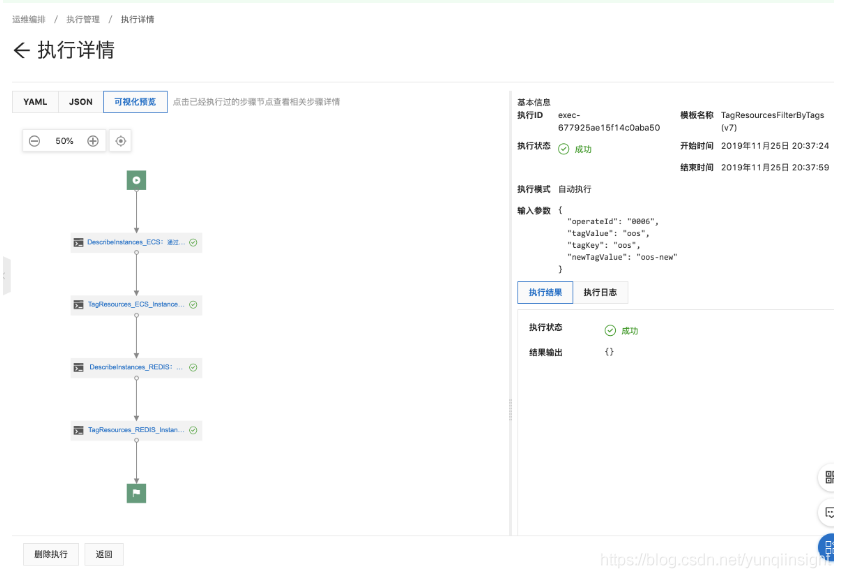 运维编排 / 执行管理 / 执行详情
执行详情
YAML JSON 可视化预览 点击已经执行过的步骤节点查看相关步骤详情
50%
DescribeInstances_ECS: 通过...
TagResources_ECS_Instance...
DescribeInstances_REDIS: ...
TagResources_REDIS_Instan...
基本信息
执行ID exec-677925ae15f14c0aba50
模板名称 TagResourcesFilterByTags
(v7)
执行状态 成功
开始时间 2019年11月25日 20:37:24
结束时间 2019年11月25日 20:37:59
执行模式 自动执行
输入参数 {
"operateId": "0006",
"tagValue": "oos",
"tagKey": "oos",
"newTagValue": "oos-new"
}
执行结果 执行日志
执行状态 成功
结果输出 {}
删除执行 返回
https://blog.csdn.net/yunqiinsight